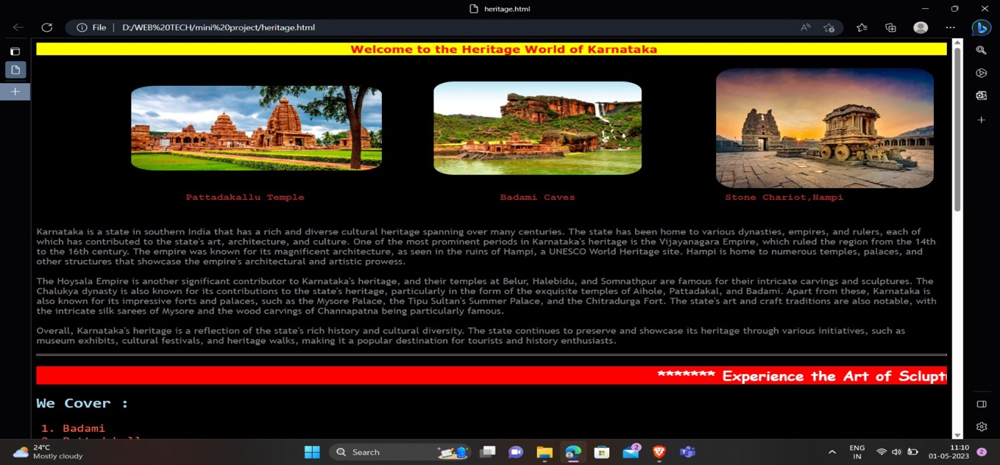 heritage.html
File | D:/WEB%20TECH/mini%20project/heritage.html
Welcome to the Heritage World of Karnataka
Pattadakallu Temple
Badami Caves
Stone Chariot,Hampi
Karnataka is a state in southern India that has a rich and diverse cultural heritage spanning over many centuries. The state has been home to various dynasties, empires, and rulers, each of
which has contributed to the state's art, architecture, and culture. One of the most prominent periods in Karnataka's heritage is the Vijayanagara Empire, which ruled the region from the 14th
to the 16th century. The empire was known for its magnificent architecture, as seen in the ruins of Hampi, a UNESCO World Heritage site. Hampi is home to numerous temples, palaces, and
other structures that showcase the empire's architectural and artistic prowess.
The Hoysala Empire is another significant contributor to Karnataka's heritage, and their temples at Belur, Halebidu, and Somnathpur are famous for their intricate carvings and sculptures. The
Chalukya dynasty is also known for its contributions to the state's heritage, particularly in the form of the exquisite temples of Aihole, Pattadakal, and Badami. Apart from these, Karnataka is
also known for its impressive forts and palaces, such as the Mysore Palace, the Tipu Sultan's Summer Palace, and the Chitradurga Fort. The state's art and craft traditions are also notable, with
the intricate silk sarees of Mysore and the wood carvings of Channapatna being particularly famous.
Overall, Karnataka's heritage is a reflection of the state's rich history and cultural diversity. The state continues to preserve and showcase its heritage through various initiatives, such as
museum exhibits, cultural festivals, and heritage walks, making it a popular destination for tourists and history enthusiasts.
******* Experience the Art of Sclupt
We Cover :
1. Badami
24°C
Mostly cloudy
Search
2
ENG
IN
11:10
01-05-2023
2